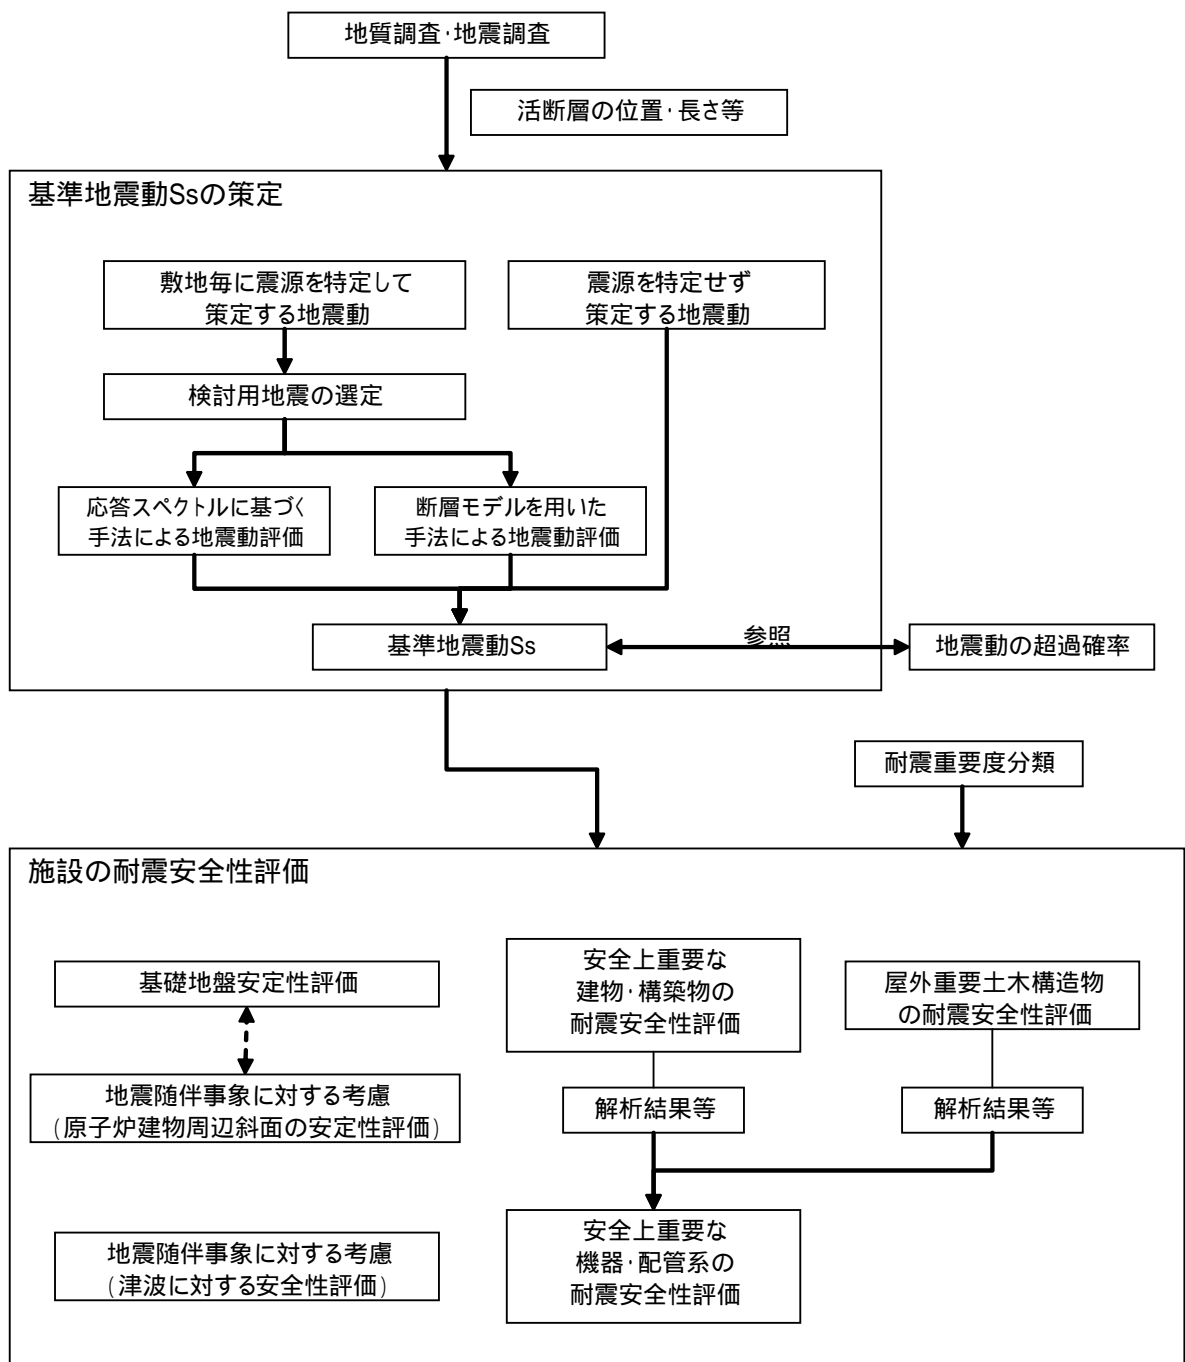 地質調査･地震調査
活断層の位置･長さ等
基準地震動Ssの策定
敷地毎に震源を特定して
策定する地震動
震源を特定せず
策定する地震動
検討用地震の選定
応答スペクトルに基づく
手法による地震動評価
断層モデルを用いた
手法による地震動評価
基準地震動Ss
参照
地震動の超過確率
耐震重要度分類
施設の耐震安全性評価
基礎地盤安定性評価
地震随伴事象に対する考慮
(原子炉建物周辺斜面の安定性評価)
地震随伴事象に対する考慮
(津波に対する安全性評価)
安全上重要な
建物･構築物の
耐震安全性評価
屋外重要土木構造物
の耐震安全性評価
解析結果等
解析結果等
安全上重要な
機器･配管系の
耐震安全性評価